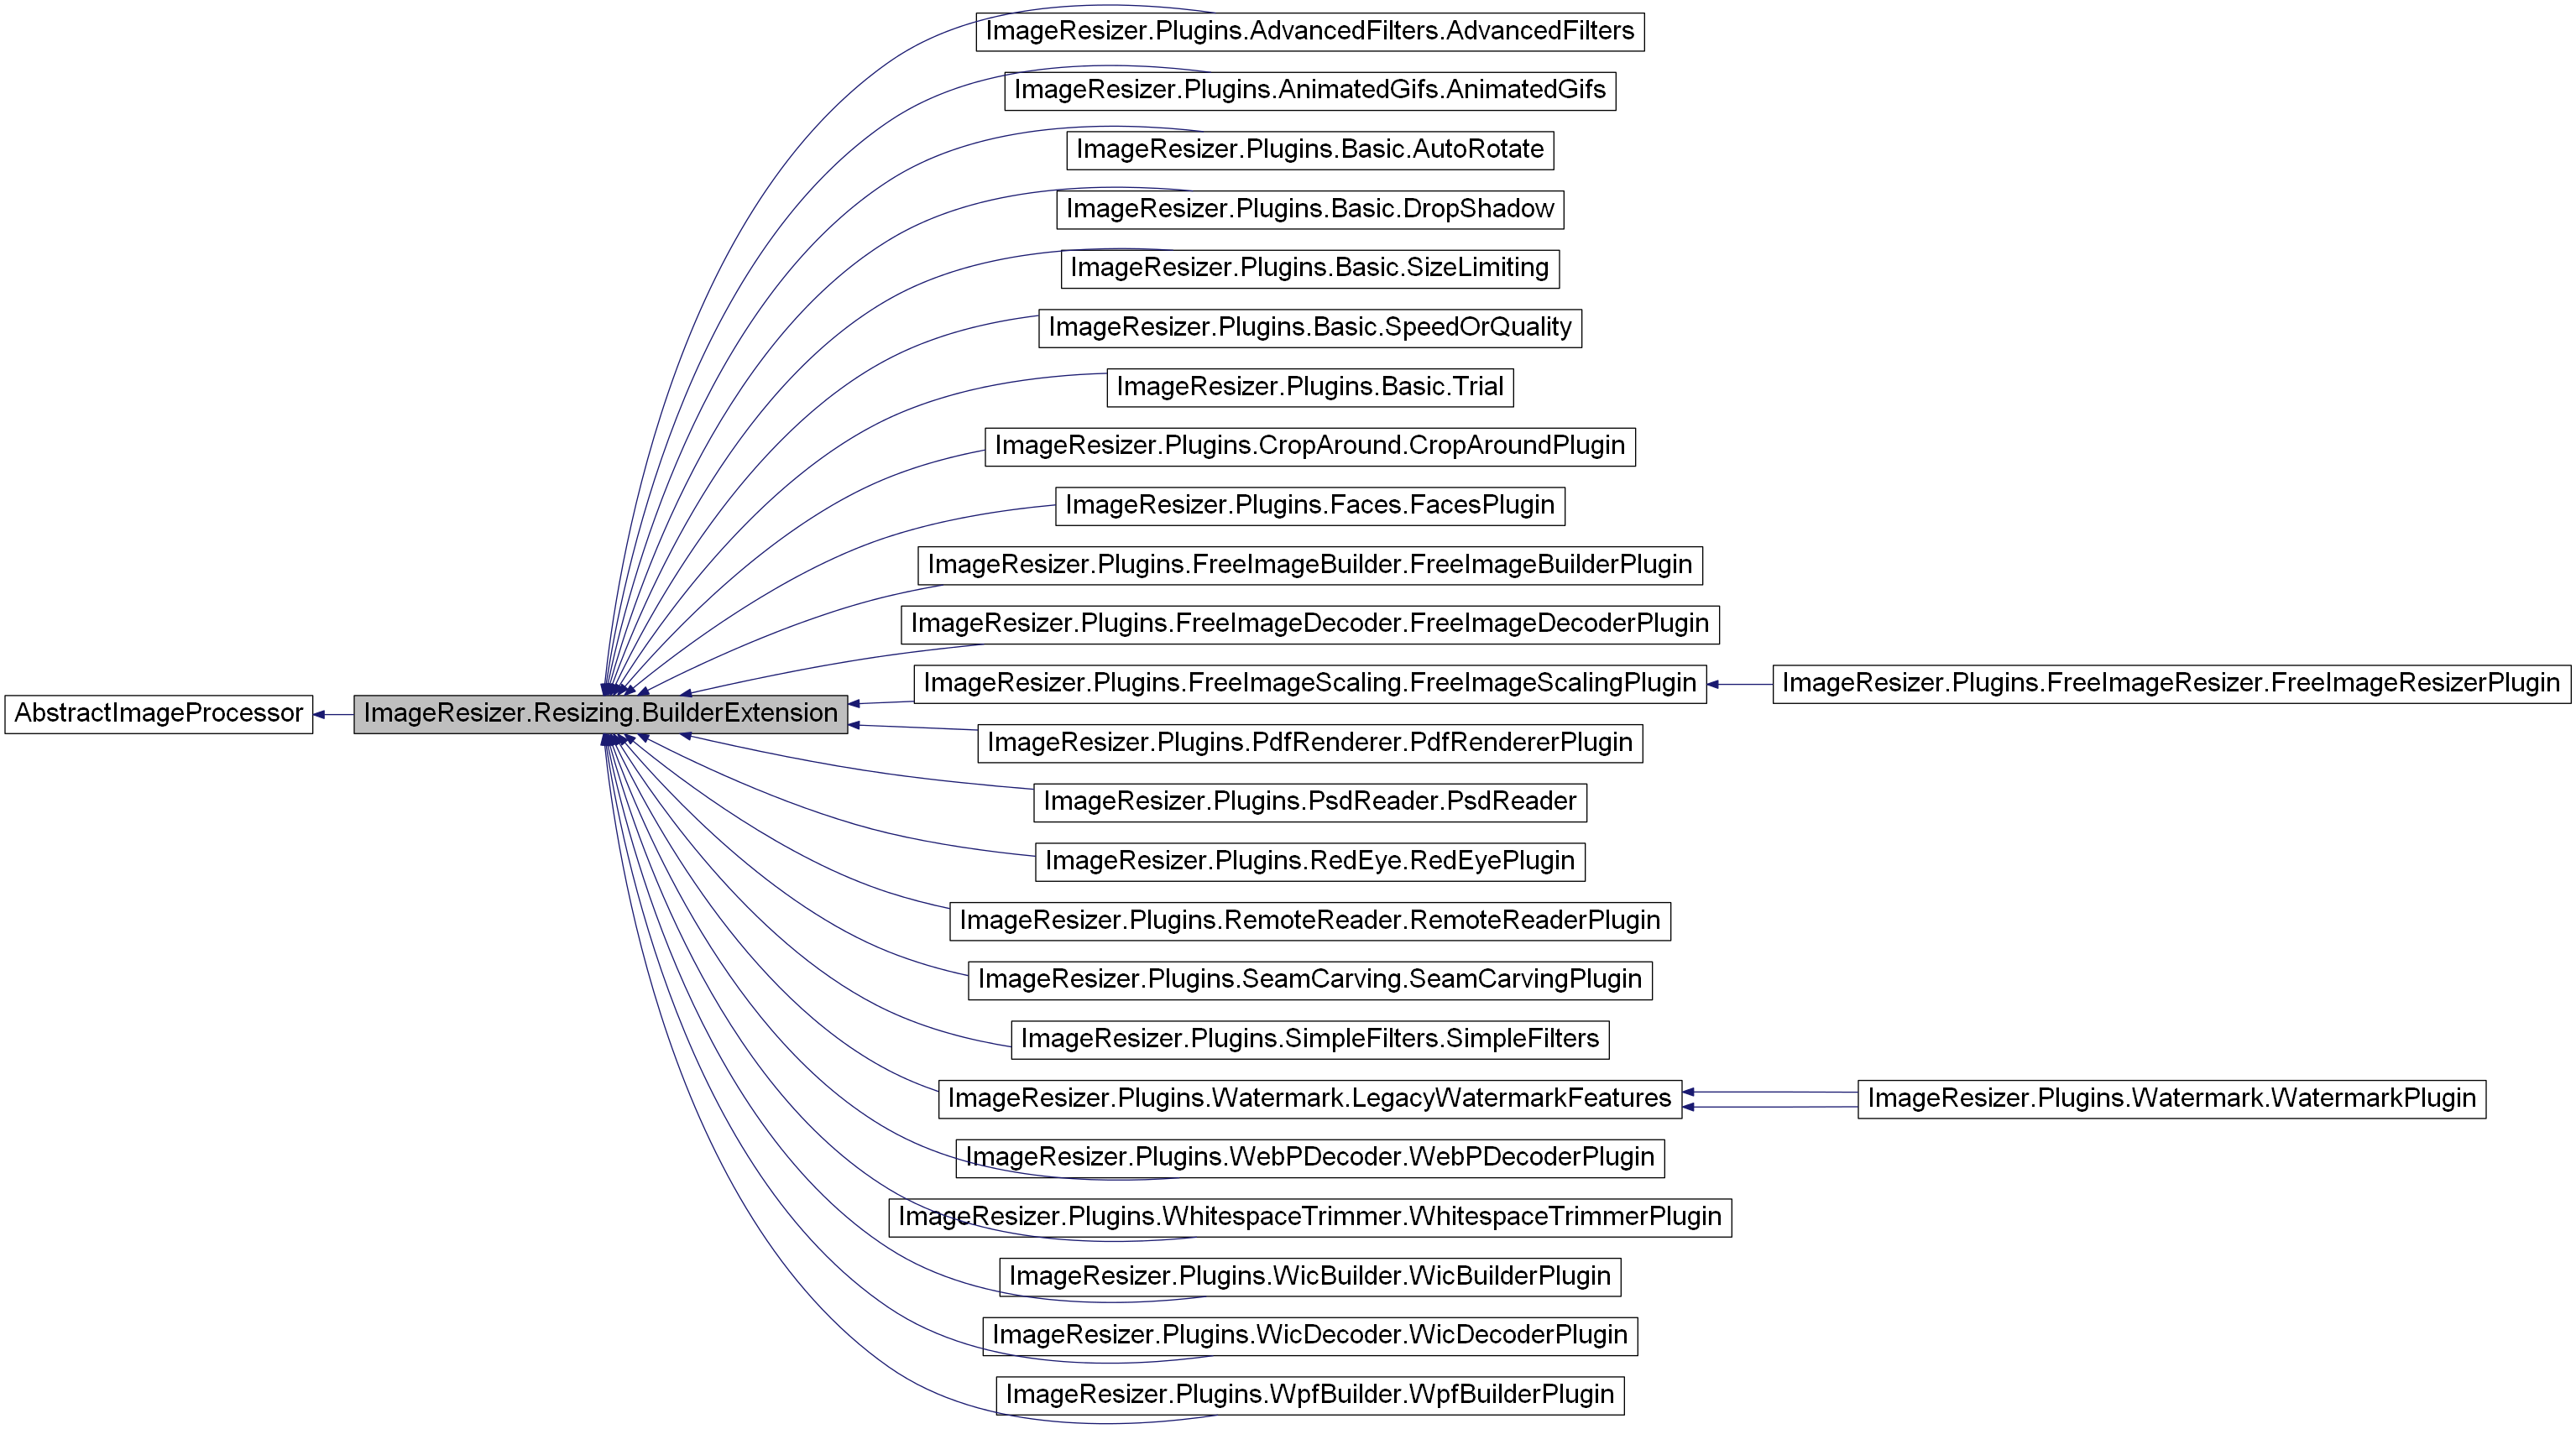 ImageResizer.Plugins.AdvancedFilters.AdvancedFilters
ImageResizer.Plugins.AnimatedGifs.AnimatedGifs
ImageResizer.Plugins.Basic.AutoRotate
ImageResizer.Plugins.Basic.DropShadow
ImageResizer.Plugins.Basic.SizeLimiting
ImageResizer.Plugins.Basic.SpeedOrQuality
ImageResizer.Plugins.Basic.Trial
ImageResizer.Plugins.CropAround.CropAroundPlugin
ImageResizer.Plugins.Faces.FacesPlugin
ImageResizer.Plugins.FreeImageBuilder.FreeImageBuilderPlugin
ImageResizer.Plugins.FreeImageDecoder.FreeImageDecoderPlugin
ImageResizer.Plugins.FreeImageScaling.FreeImageScalingPlugin
ImageResizer.Plugins.FreeImageResizer.FreeImageResizerPlugin
AbstractImageProcessor
ImageResizer.Resizing.BuilderExtension
ImageResizer.Plugins.PdfRenderer.PdfRendererPlugin
ImageResizer.Plugins.PsdReader.PsdReader
ImageResizer.Plugins.RedEye.RedEyePlugin
ImageResizer.Plugins.RemoteReader.RemoteReaderPlugin
ImageResizer.Plugins.SeamCarving.SeamCarvingPlugin
ImageResizer.Plugins.SimpleFilters.SimpleFilters
ImageResizer.Plugins.Watermark.LegacyWatermarkFeatures
ImageResizer.Plugins.Watermark.WatermarkPlugin
ImageResizer.Plugins.WebPDecoder.WebPDecoderPlugin
ImageResizer.Plugins.WhitespaceTrimmer.WhitespaceTrimmerPlugin
ImageResizer.Plugins.WicBuilder.WicBuilderPlugin
ImageResizer.Plugins.WicDecoder.WicDecoderPlugin
ImageResizer.Plugins.WpfBuilder.WpfBuilderPlugin